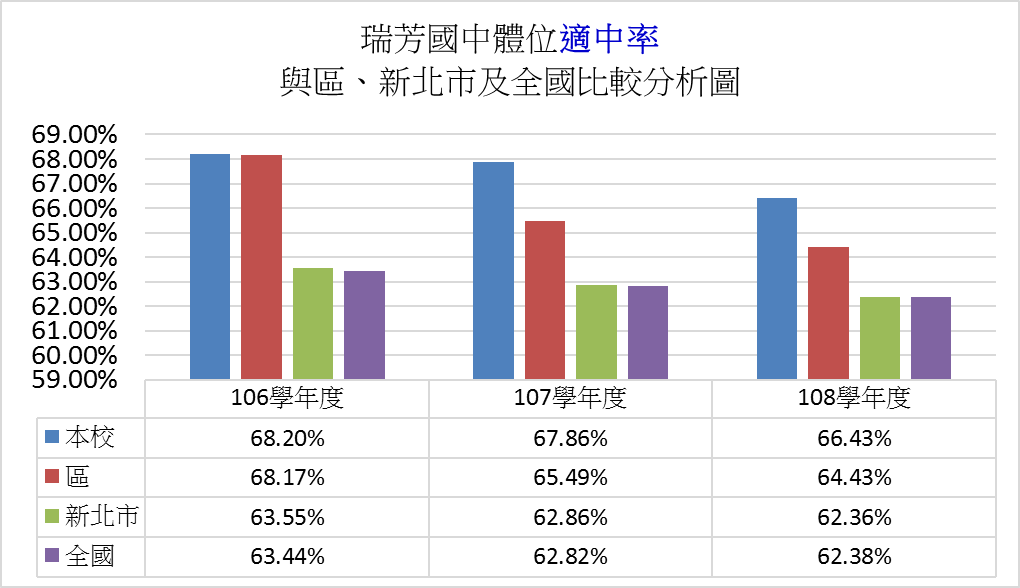 瑞芳國中體位適中率
與區、新北市及全國比較分析圖
69.00%
68.00%
67.00%
66.00%
65.00%
64.00%
63.00%
62.00%
61.00%
60.00%
59.00%
106學年度 107學年度 108學年度
本校 68.20% 67.86% 66.43%
區 68.17% 65.49% 64.43%
新北市 63.55% 62.86% 62.36%
全國 63.44% 62.82% 62.38%